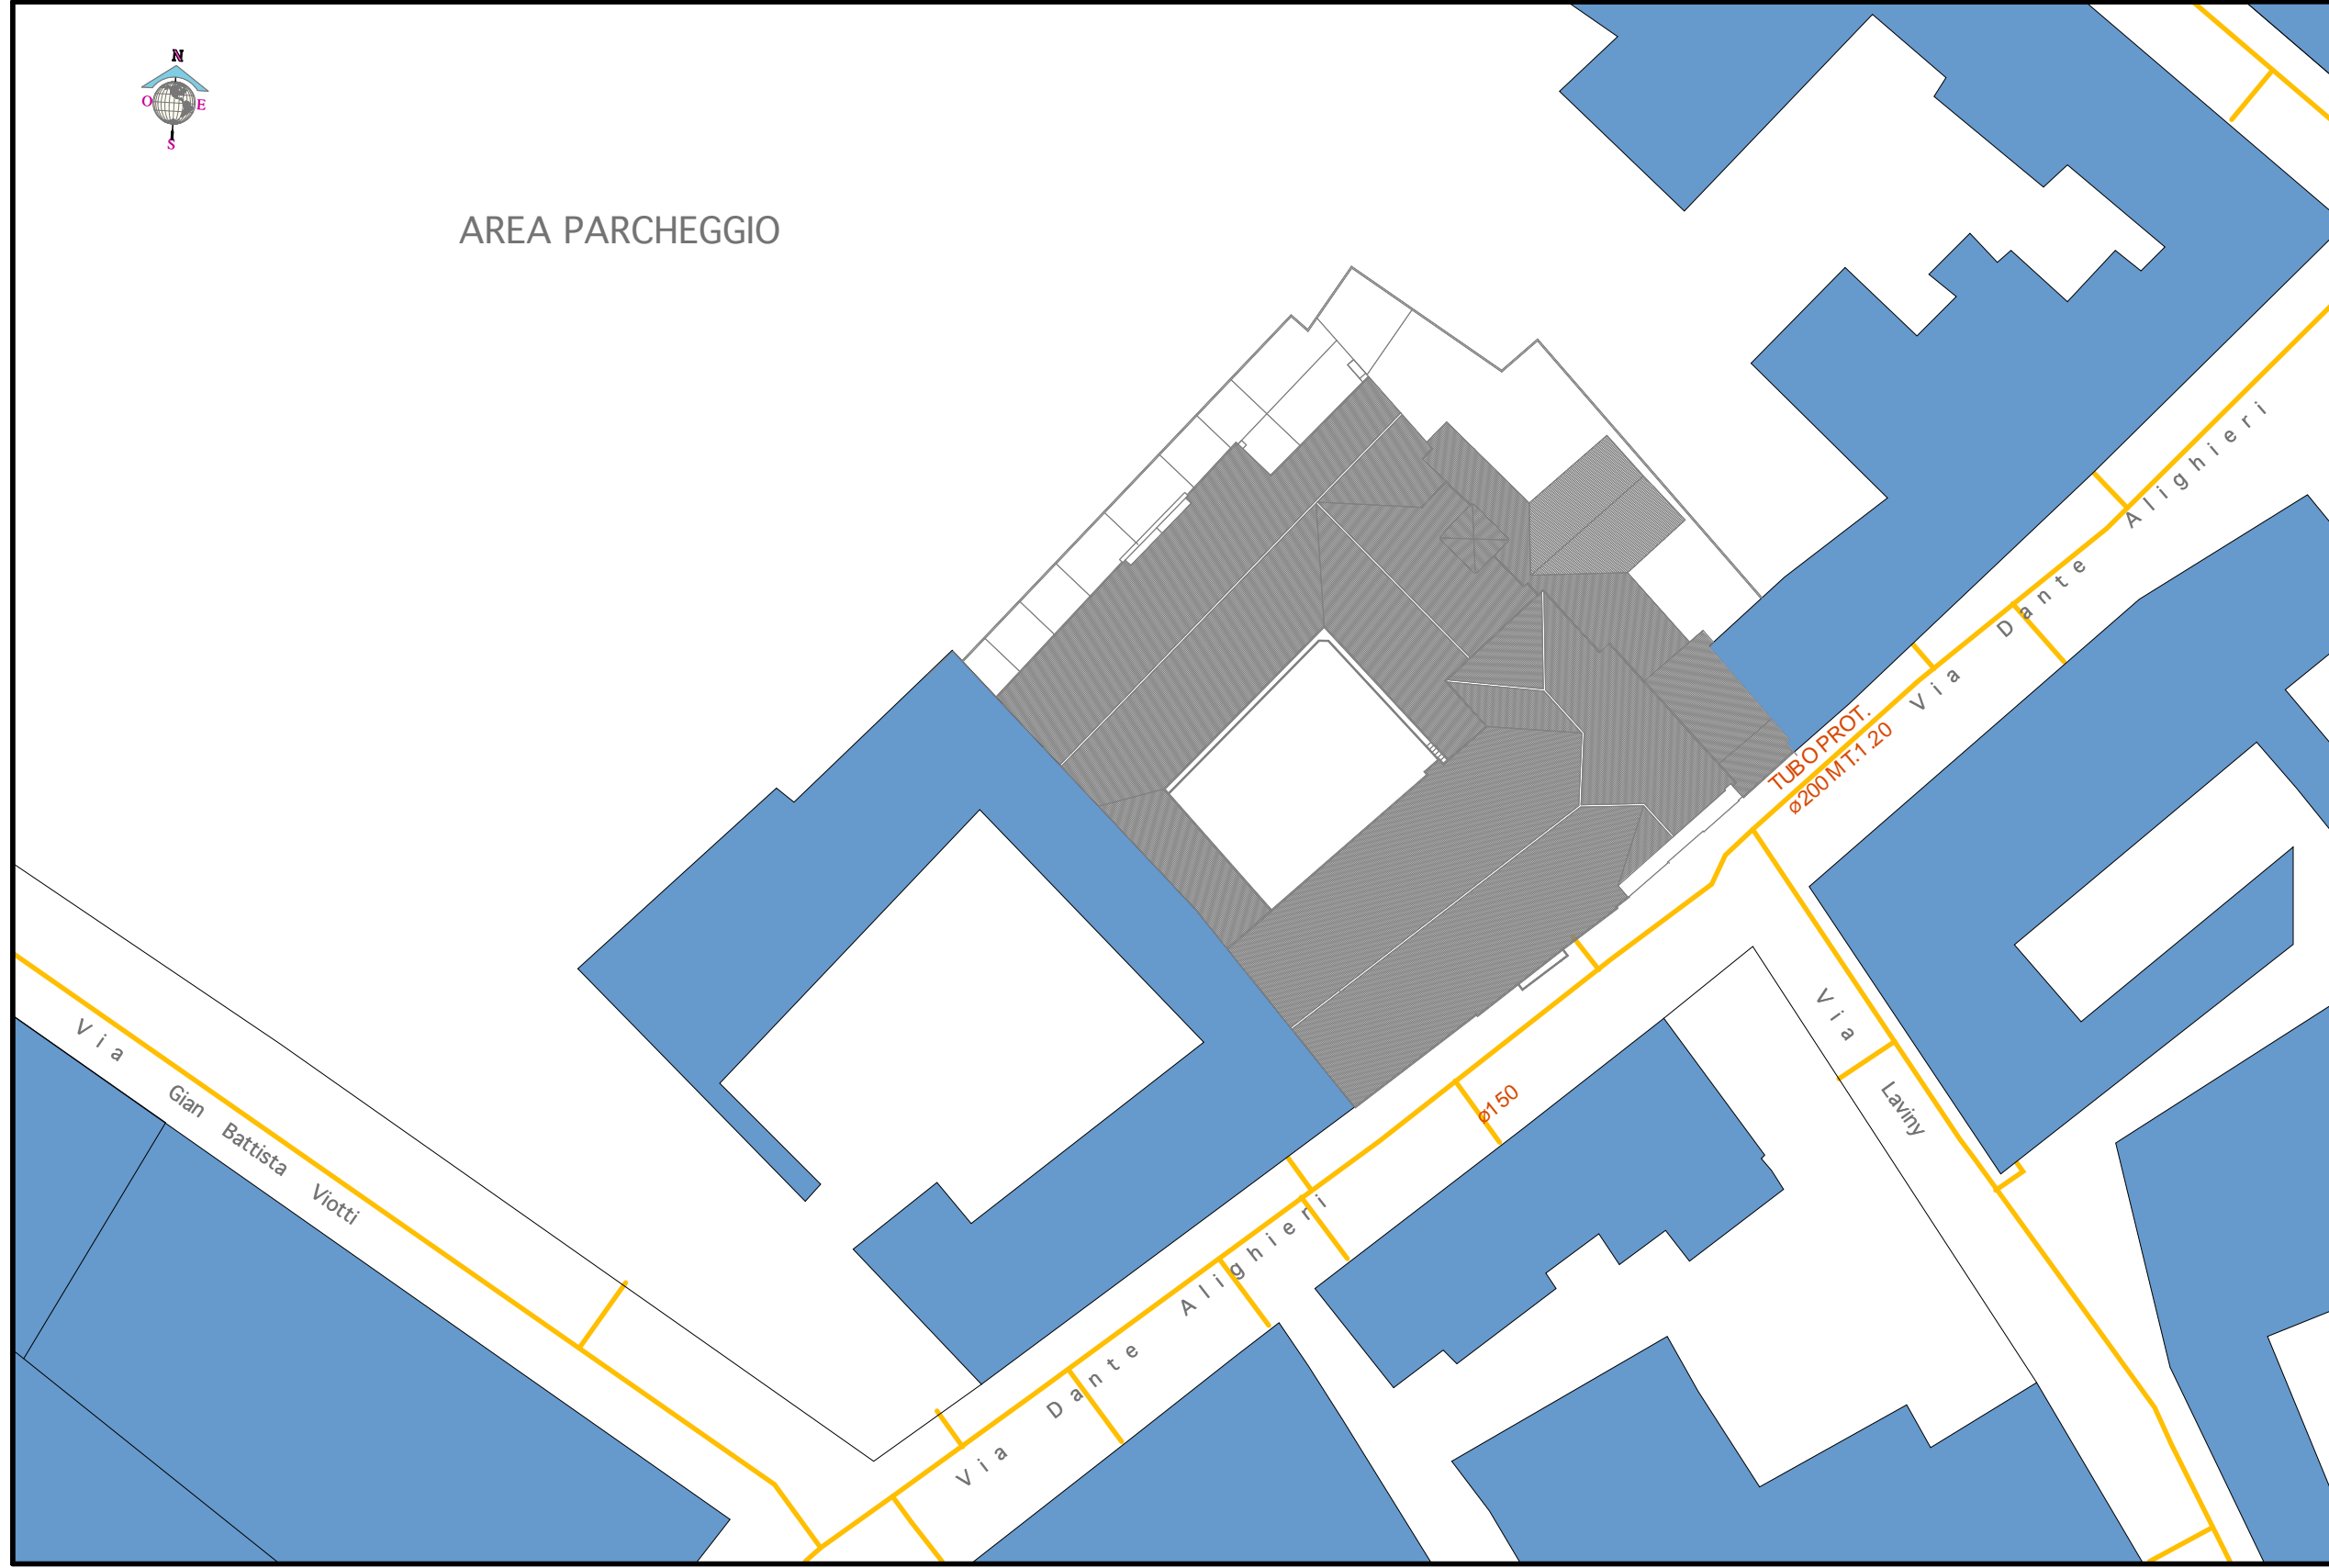 N
O E
S
AREA PARCHEGGIO
Via Dante Alighieri
TUBO PROT.
ø200 MT.1.20
Via Laviny
ø150
Via Gian Battista Viotti
Via Dante Alighieri